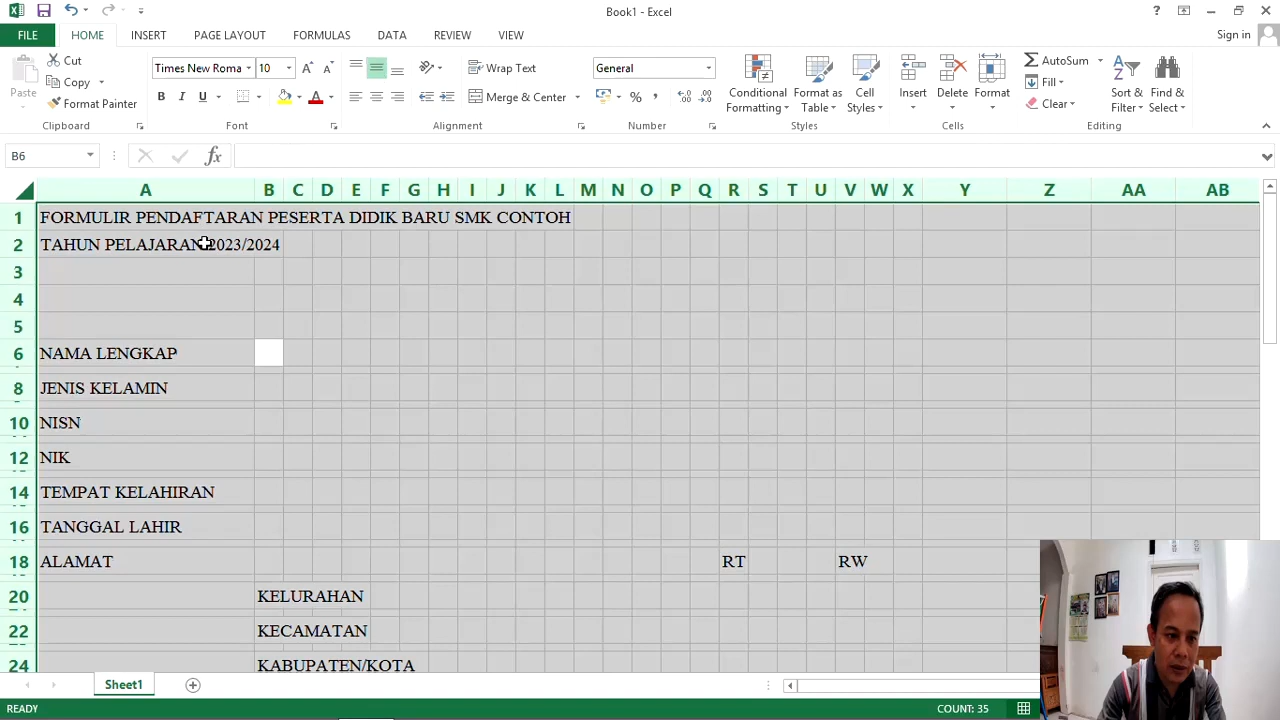 Book1 - Excel
? Sign in
FILE HOME INSERT PAGE LAYOUT FORMULAS DATA REVIEW VIEW
Paste Cut Copy Format Painter Clipboard
Times New Roma 10 A A B I U A Font
Wrap Text Merge & Center Alignment
General % , Number
Conditional Formatting Format as Table Cell Styles Styles
Insert Delete Format Cells
AutoSum Fill Clear Sort & Filter Find & Select Editing
B6 fx
A B C D E F G H I J K L M N O P Q R S T U V W X Y Z AA AB
1 FORMULIR PENDAFTARAN PESERTA DIDIK BARU SMK CONTOH
2 TAHUN PELAJARAN 2023/2024
3
4
5
6 NAMA LENGKAP
8 JENIS KELAMIN
10 NISN
12 NIK
14 TEMPAT KELAHIRAN
16 TANGGAL LAHIR
18 ALAMAT RT RW
20 KELURAHAN
22 KECAMATAN
24 KABUPATEN/KOTA
Sheet1
READY COUNT: 35